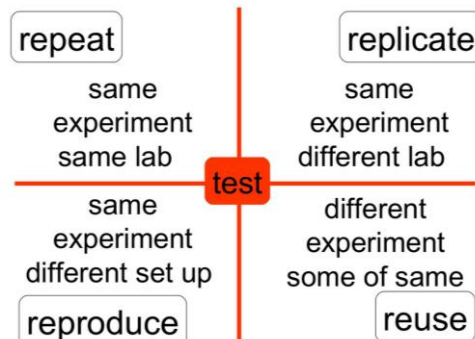 repeat
same
experiment
same lab
replicate
same
experiment
different lab
test
same
experiment
different set up
reproduce
different
experiment
some of same
reuse